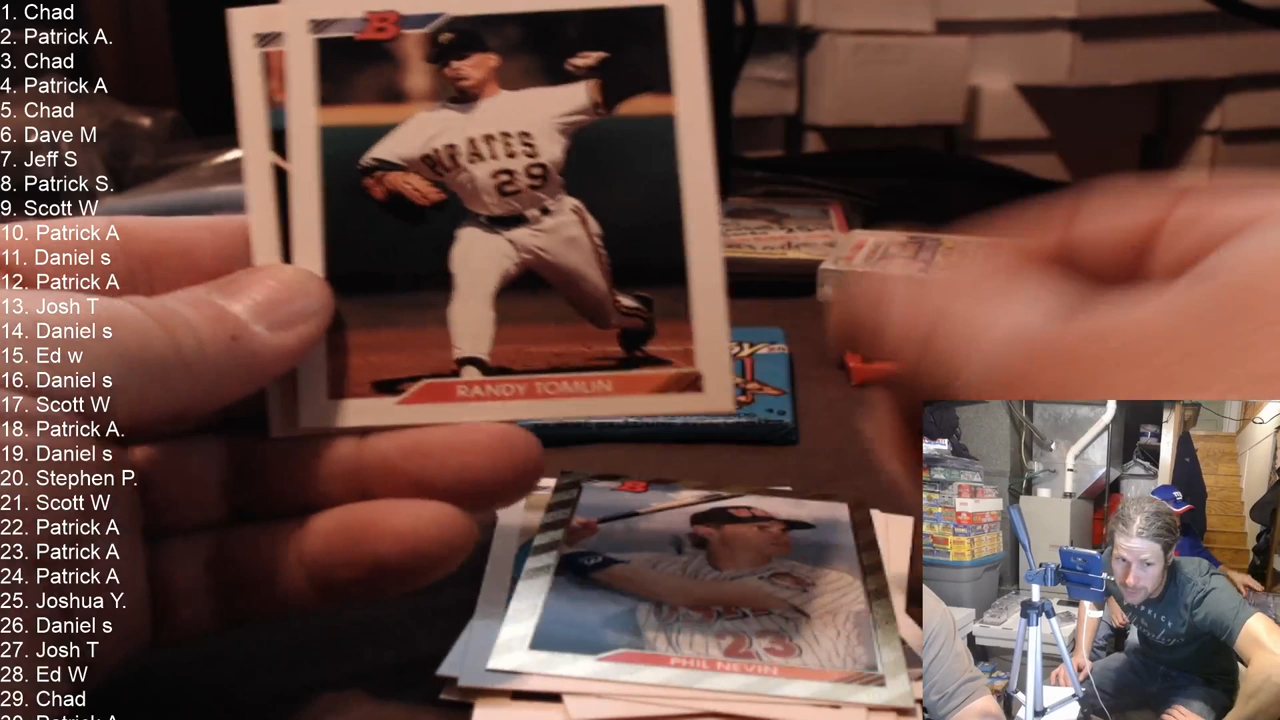 1. Chad
2. Patrick A.
3. Chad
4. Patrick A
5. Chad
6. Dave M
7. Jeff S
8. Patrick S.
9. Scott W
10. Patrick A
11. Daniel s
12. Patrick A
13. Josh T
14. Daniel s
15. Ed w
16. Daniel s
17. Scott W
18. Patrick A.
19. Daniel s
20. Stephen P.
21. Scott W
22. Patrick A
23. Patrick A
24. Patrick A
25. Joshua Y.
26. Daniel s
27. Josh T
28. Ed W
29. Chad
30. Patrick A
B
PIRATES
29
RANDY TOMLIN
B
23
PHIL NEVIN